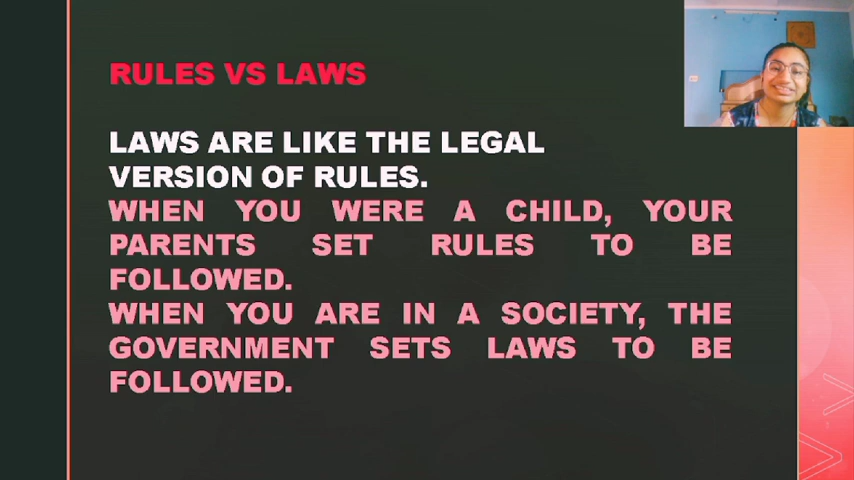 RULES VS LAWS
LAWS ARE LIKE THE LEGAL
VERSION OF RULES.
WHEN YOU WERE A CHILD, YOUR
PARENTS SET RULES TO BE
FOLLOWED.
WHEN YOU ARE IN A SOCIETY, THE
GOVERNMENT SETS LAWS TO BE
FOLLOWED.